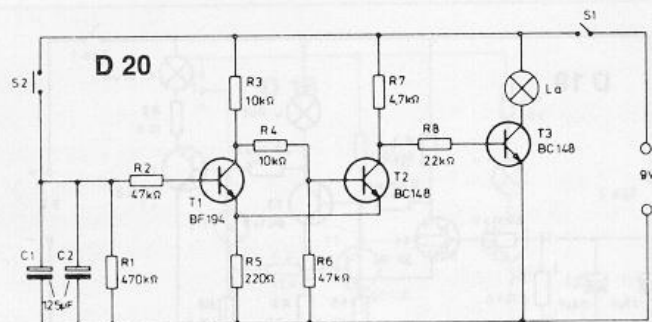 S1
D 20
S2
R3
10kΩ
R7
4,7kΩ
La
R4
10kΩ
R8
22kΩ
T3
BC148
R2
47kΩ
T1
BF194
T2
BC148
9V
C1
C2
125µF
R1
470kΩ
R5
220Ω
R6
47kΩ